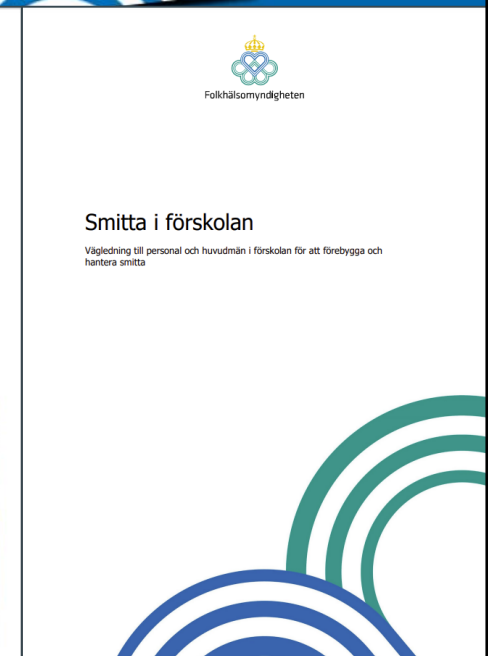 Folkhälsomyndigheten
Smitta i förskolan
Vägledning till personal och huvudmän i förskolan för att förebygga och
hantera smitta